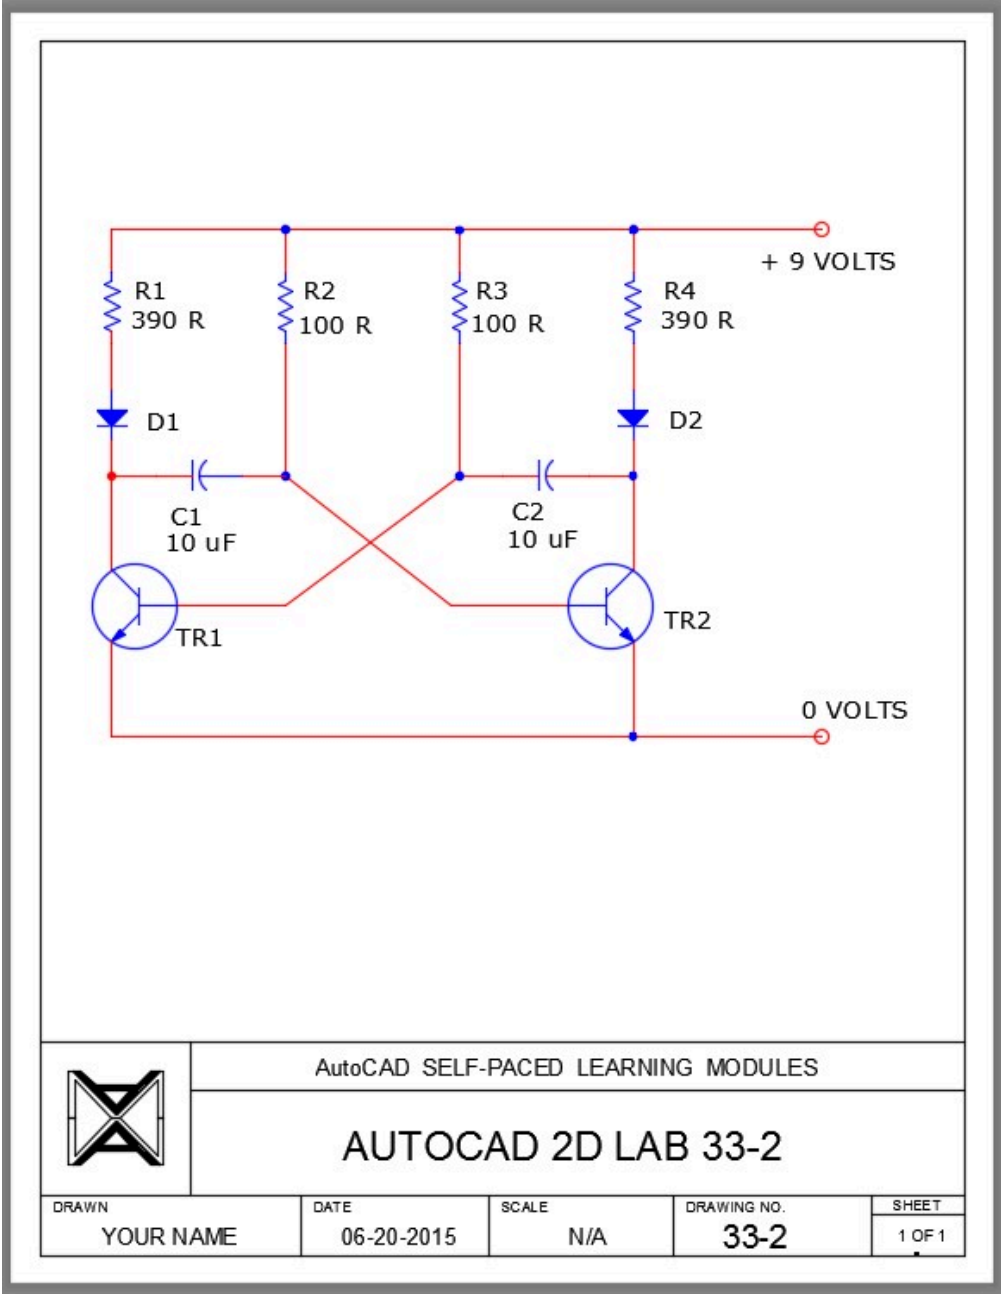 + 9 VOLTS
R1
390 R
R2
100 R
R3
100 R
R4
390 R
D1
D2
C1
10 uF
C2
10 uF
TR1
TR2
0 VOLTS
AutoCAD SELF-PACED LEARNING MODULES
AUTOCAD 2D LAB 33-2
DRAWN
YOUR NAME
DATE
06-20-2015
SCALE
N/A
DRAWING NO.
33-2
SHEET
1 OF 1